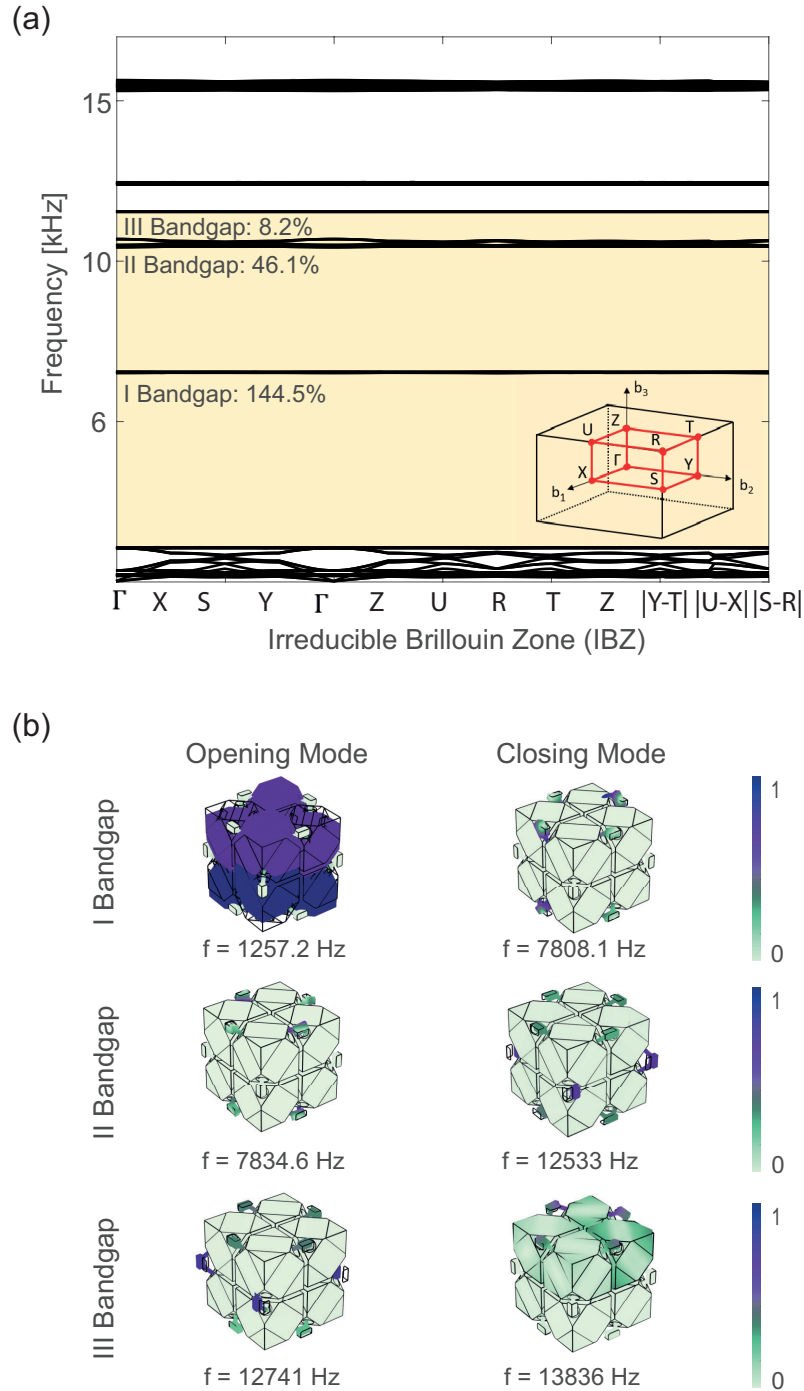 (a)
15
10
6
Frequency [kHz]
III Bandgap: 8.2%
II Bandgap: 46.1%
I Bandgap: 144.5%
b3
Z
T
U
R
Γ
Y
X
S
b1
b2
Γ X S Y Γ Z U R T Z |Y-T| |U-X| |S-R|
Irreducible Brillouin Zone (IBZ)
(b)
Opening Mode Closing Mode
I Bandgap
1
0
f = 1257.2 Hz f = 7808.1 Hz
II Bandgap
1
0
f = 7834.6 Hz f = 12533 Hz
III Bandgap
1
0
f = 12741 Hz f = 13836 Hz